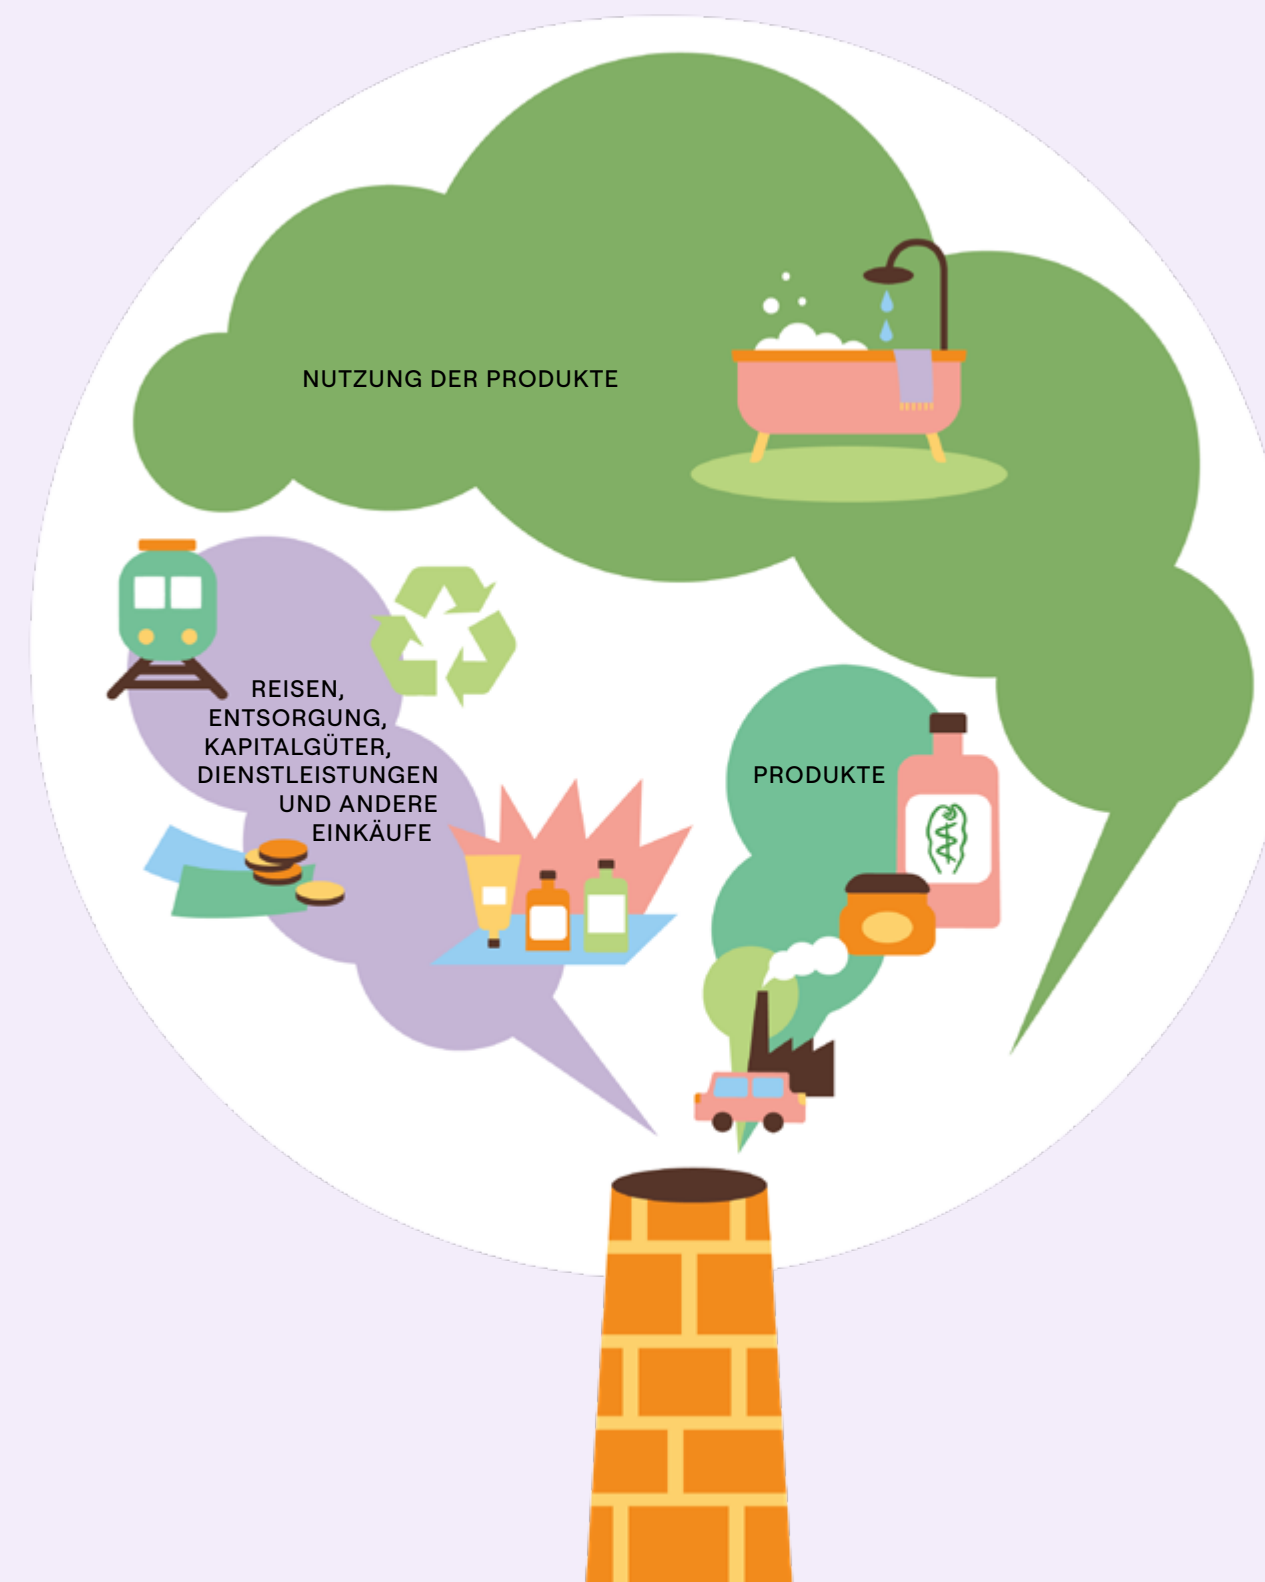 NUTZUNG DER PRODUKTE
REISEN,
ENTSORGUNG,
KAPITALGÜTER,
DIENSTLEISTUNGEN
UND ANDERE
EINKÄUFE
PRODUKTE